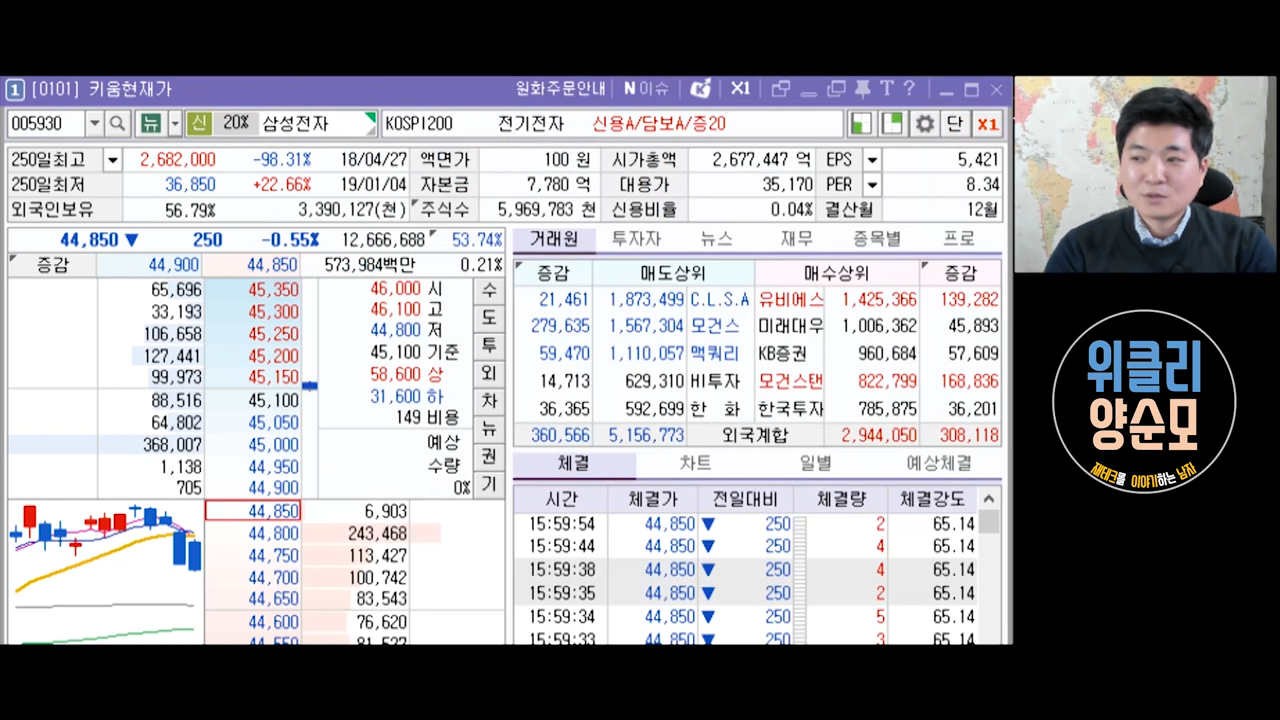 1 [0101] 키움현재가 원화주문안내 N이슈 X1 T ?
005930 뉴 신 20% 삼성전자 KOSPI200 전기전자 신용A/담보A/증20 단 X1
250일최고 2,682,000 -98.31% 18/04/27 액면가 100 원 시가총액 2,677,447 억 EPS 5,421
250일최저 36,850 +22.66% 19/01/04 자본금 7,780 억 대용가 35,170 PER 8.34
외국인보유 56.79% 3,390,127(천) 주식수 5,969,783 천 신용비율 0.04% 결산월 12월
44,850 ▼ 250 -0.55% 12,666,688 53.74%
증감 44,900 44,850 573,984백만 0.21%
65,696 45,350 46,000 시 수
33,193 45,300 46,100 고 도
106,658 45,250 44,800 저
127,441 45,200 45,100 기준 투
99,973 45,150 58,600 상 외
88,516 45,100 31,600 하 차
64,802 45,050 149 비용 뉴
368,007 45,000 예상
1,138 44,950 수량 권
705 44,900 0% 기
44,850 6,903
44,800 243,468
44,750 113,427
44,700 100,742
44,650 83,543
44,600 76,620
44,550 81,527
거래원 투자자 뉴스 재무 종목별 프로
증감 매도상위 매수상위 증감
21,461 1,873,499 C.L.S.A 유비에스 1,425,366 139,282
279,635 1,567,304 모건스 미래대우 1,006,362 45,893
59,470 1,110,057 맥쿼리 KB증권 960,684 57,609
14,713 629,310 비투자 모건스탠 822,799 168,836
36,365 592,699 한 화 한국투자 785,875 36,201
360,566 5,156,773 외국계합 2,944,050 308,118
체결 차트 일별 예상체결
시간 체결가 전일대비 체결량 체결강도
15:59:54 44,850 ▼ 250 2 65.14
15:59:44 44,850 ▼ 250 4 65.14
15:59:38 44,850 ▼ 250 4 65.14
15:59:35 44,850 ▼ 250 2 65.14
15:59:34 44,850 ▼ 250 5 65.14
15:59:33 44,850 ▼ 250 3 65.14
위클리
양순모
재테크를 이야기하는 남자